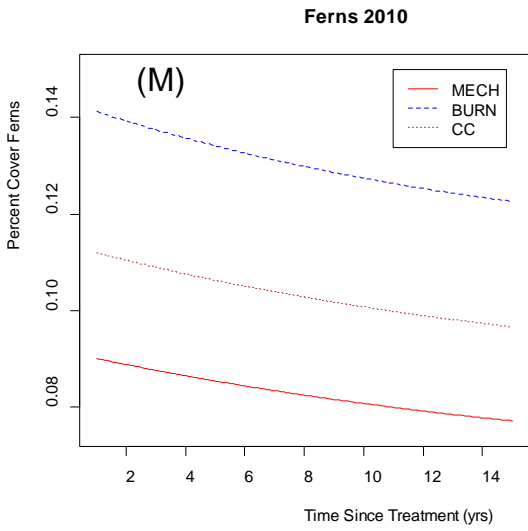 Ferns 2010
(M)
MECH
BURN
CC
Percent Cover Ferns
0.14
0.12
0.10
0.08
2 4 6 8 10 12 14
Time Since Treatment (yrs)